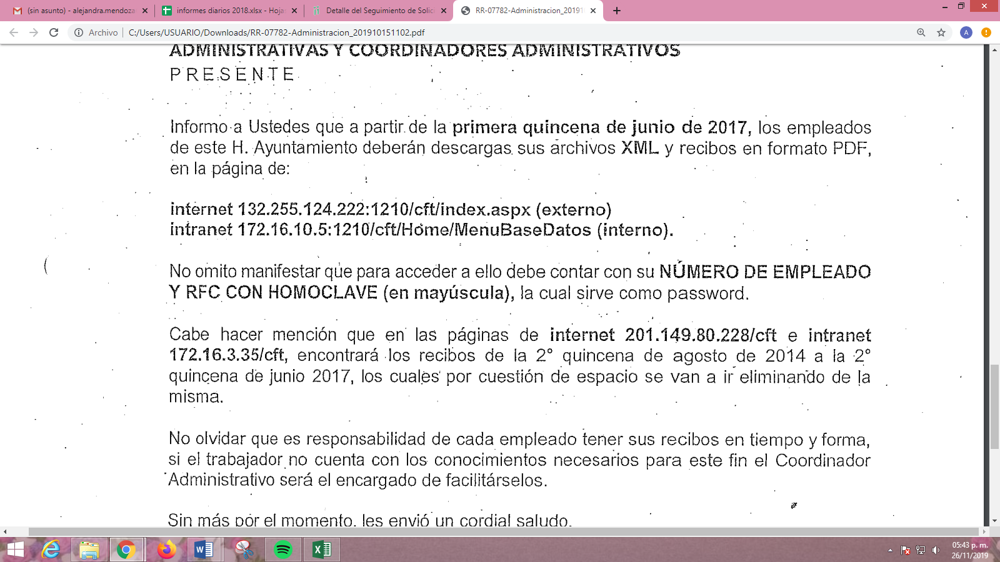 (sin asunto) - alejandra.mendoza
informes diarios 2018.xlsx - Hoja
Detalle del Seguimiento de Solici
RR-07782-Administracion_20191
Archivo
C:/Users/USUARIO/Downloads/RR-07782-Administracion_201910151102.pdf
A
ADMINISTRATIVAS Y COORDINADORES ADMINISTRATIVOS
P R E S E N T E
Informo a Ustedes que a partir de la primera quincena de junio de 2017, los empleados
de este H. Ayuntamiento deberán descargas sus archivos XML y recibos en formato PDF,
en la página de:
internet 132.255.124.222:1210/cft/index.aspx (externo)
intranet 172.16.10.5:1210/cft/Home/MenuBaseDatos (interno).
No omito manifestar que para acceder a ello debe contar con su NÚMERO DE EMPLEADO
Y RFC CON HOMOCLAVE (en mayúscula), la cual sirve como password.
Cabe hacer mención que en las páginas de internet 201.149.80.228/cft e intranet
172.16.3.35/cft, encontrará los recibos de la 2° quincena de agosto de 2014 a la 2°
quincena de junio 2017, los cuales por cuestión de espacio se van a ir eliminando de la
misma.
No olvidar que es responsabilidad de cada empleado tener sus recibos en tiempo y forma,
si el trabajador no cuenta con los conocimientos necesarios para este fin el Coordinador
Administrativo será el encargado de facilitárselos.
Sin más por el momento, les envió un cordial saludo.
05:43 p. m.
26/11/2019